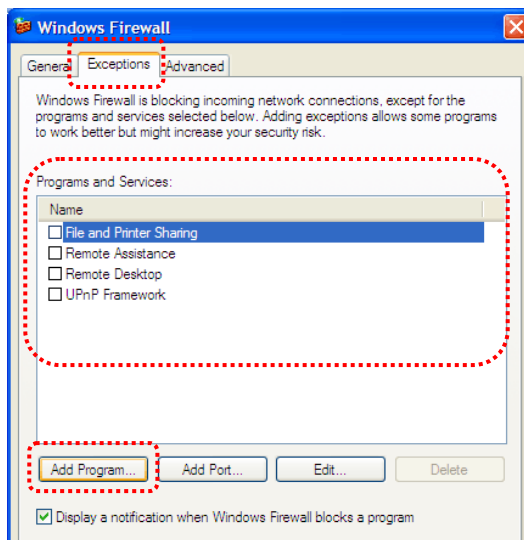 Windows Firewall
General Exceptions Advanced
Windows Firewall is blocking incoming network connections, except for the
programs and services selected below. Adding exceptions allows some programs
to work better but might increase your security risk.
Programs and Services:
Name
File and Printer Sharing
Remote Assistance
Remote Desktop
UPnP Framework
Add Program... Add Port... Edit... Delete
Display a notification when Windows Firewall blocks a program